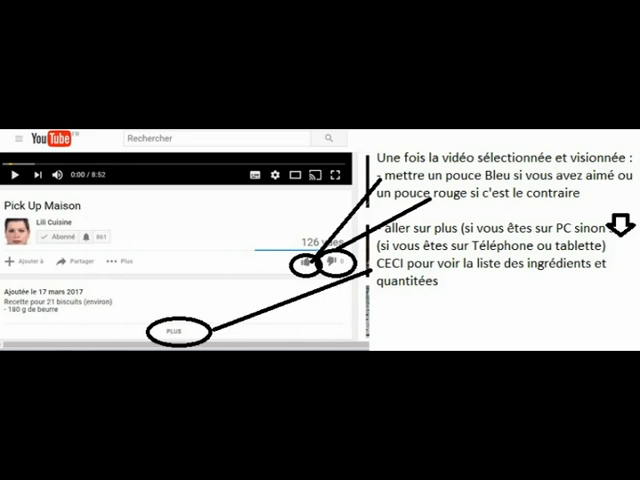 YouTube FR
Rechercher
0:00 / 8:52
Pick Up Maison
Lili Cuisine
Abonné 861
126 vues
Ajouter à Partager Plus 0
Ajoutée le 17 mars 2017
Recette pour 21 biscuits (environ)
- 180 g de beurre
PLUS
Une fois la vidéo sélectionnée et visionnée :
- mettre un pouce Bleu si vous avez aimé ou
un pouce rouge si c'est le contraire
- aller sur plus (si vous êtes sur PC sinon
(si vous êtes sur Téléphone ou tablette)
CECI pour voir la liste des ingrédients et
quantitées